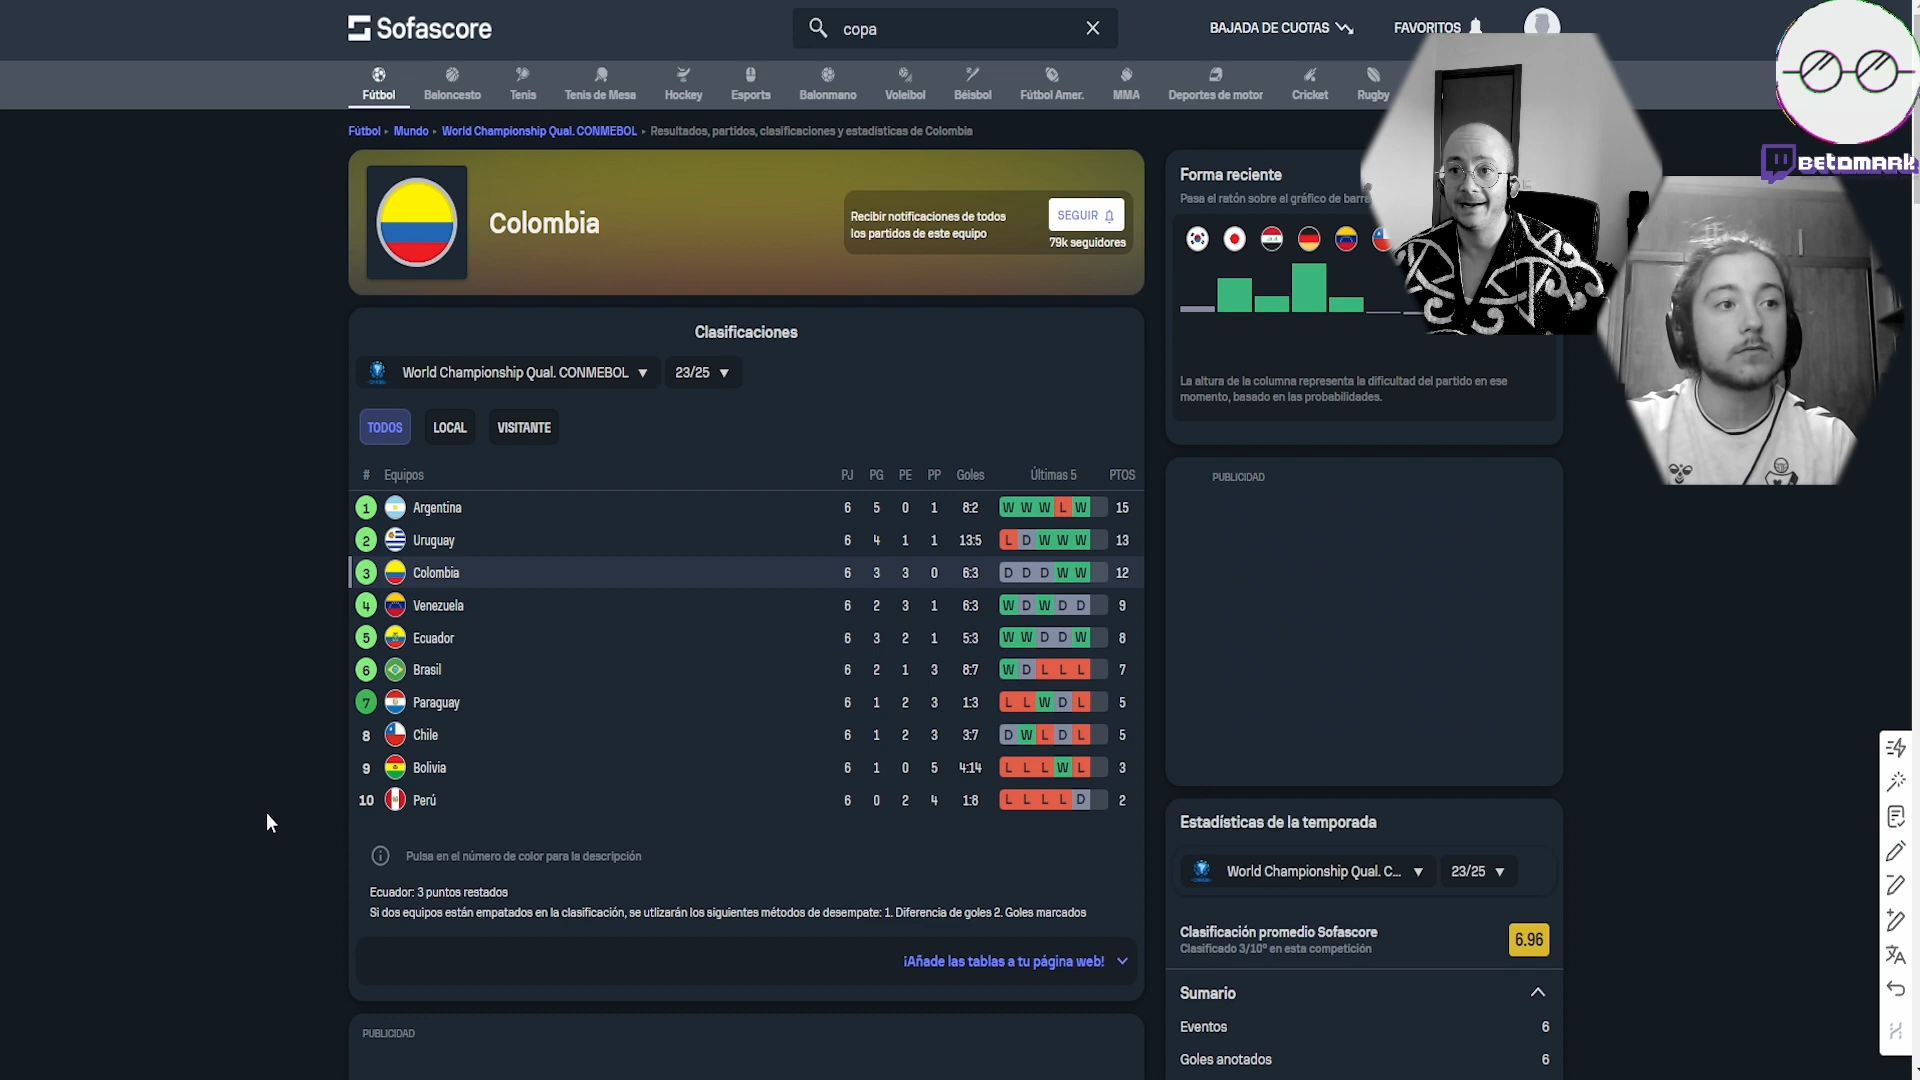 Sofascore
copa
BAJADA DE CUOTAS
FAVORITOS
Fútbol
Baloncesto
Tenis
Tenis de Mesa
Hockey
Esports
Balonmano
Voleibol
Béisbol
Fútbol Amer.
MMA
Deportes de motor
Cricket
Rugby
BETAMARK
Fútbol Mundo World Championship Qual. CONMEBOL Resultados, partidos, clasificaciones y estadísticas de Colombia
Colombia
Recibir notificaciones de todos
los partidos de este equipo
SEGUIR
79k seguidores
Clasificaciones
World Championship Qual. CONMEBOL
23/25
TODOS
LOCAL
VISITANTE
# Equipos PJ PG PE PP Goles Últimas 5 PTOS
1 Argentina 6 5 0 1 8:2 W W W L W 15
2 Uruguay 6 4 1 1 13:5 L D W W W 13
3 Colombia 6 3 3 0 6:3 D D D W W 12
4 Venezuela 6 2 3 1 6:3 W D W D D 9
5 Ecuador 6 3 2 1 5:3 W W D D W 8
6 Brasil 6 2 1 3 8:7 W D L L L 7
7 Paraguay 6 1 2 3 1:3 L L W D L 5
8 Chile 6 1 2 3 3:7 D W L D L 5
9 Bolivia 6 1 0 5 4:14 L L L W L 3
10 Perú 6 0 2 4 1:8 L L L L D 2
Pulsa en el número de color para la descripción
Ecuador: 3 puntos restados
Si dos equipos están empatados en la clasificación, se utlizarán los siguientes métodos de desempate: 1. Diferencia de goles 2. Goles marcados
¡Añade las tablas a tu página web!
PUBLICIDAD
Forma reciente
Pasa el ratón sobre el gráfico de barra
La altura de la columna representa la dificultad del partido en ese
momento, basado en las probabilidades.
PUBLICIDAD
Estadísticas de la temporada
World Championship Qual. C...
23/25
Clasificación promedio Sofascore
Clasificado 3/10º en esta competición
6.96
Sumario
Eventos 6
Goles anotados 6